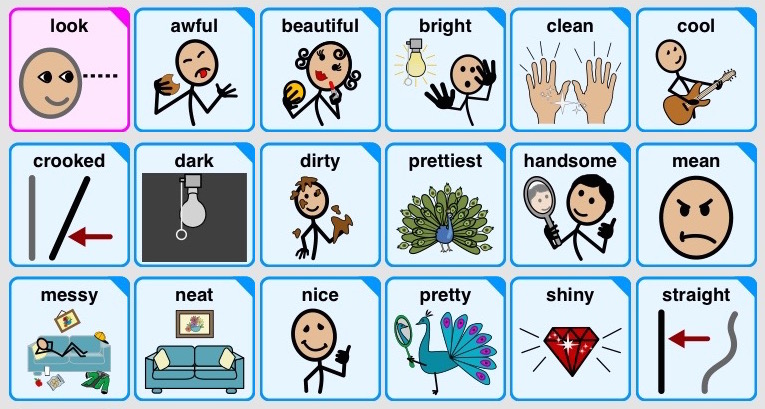 look
awful
beautiful
bright
clean
cool
crooked
dark
dirty
prettiest
handsome
mean
messy
neat
nice
pretty
shiny
straight